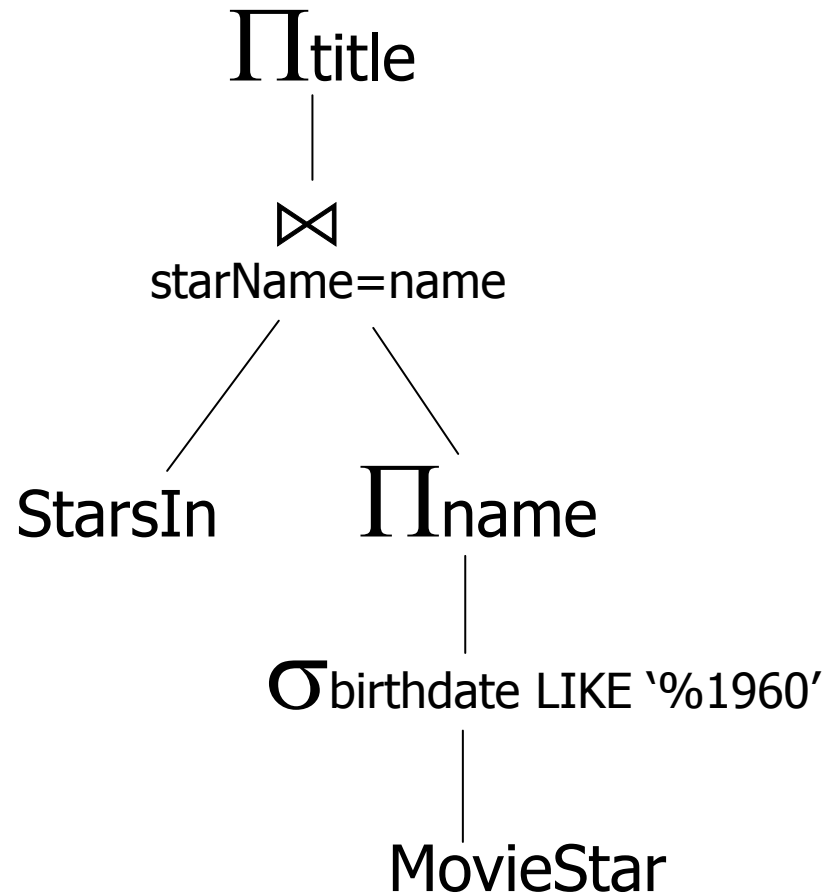 Πtitle
⋈
starName=name
StarsIn Πname
σbirthdate LIKE ‘%1960’
MovieStar